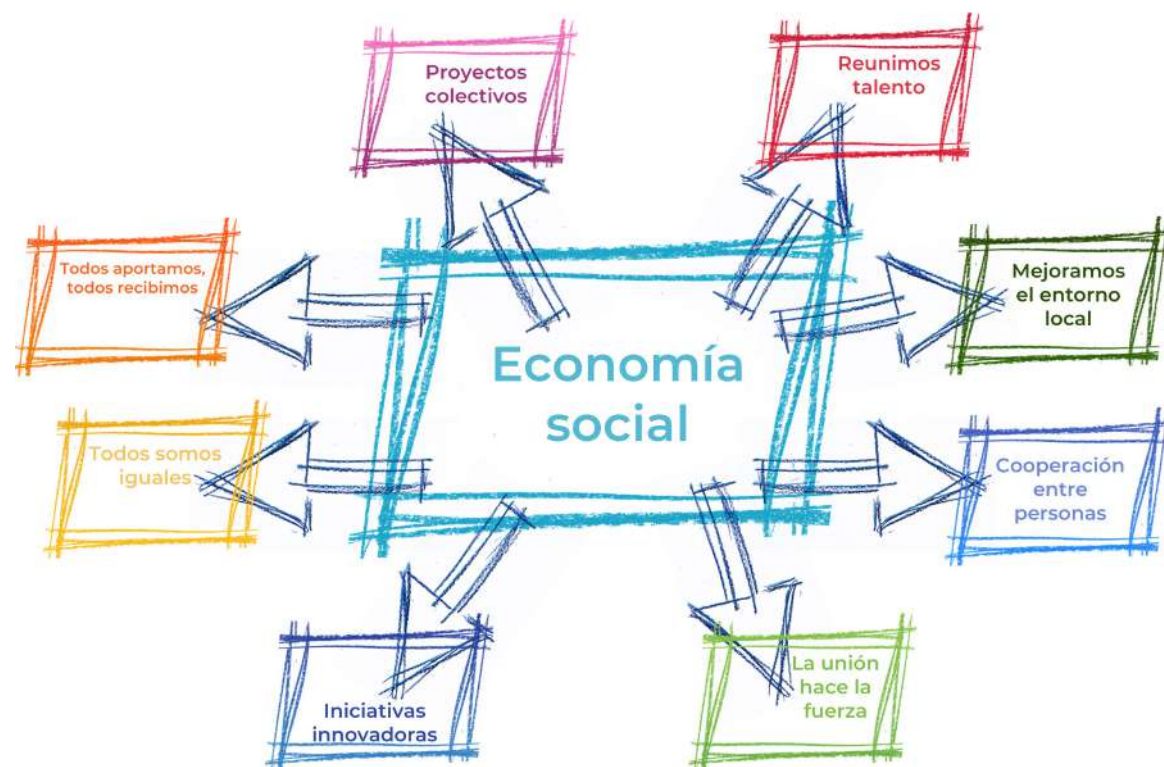 Proyectos
colectivos
Reunimos
talento
Todos aportamos,
todos recibimos
Mejoramos
el entorno
local
Economía
social
Todos somos
iguales
Cooperación
entre
personas
Iniciativas
innovadoras
La unión
hace la
fuerza